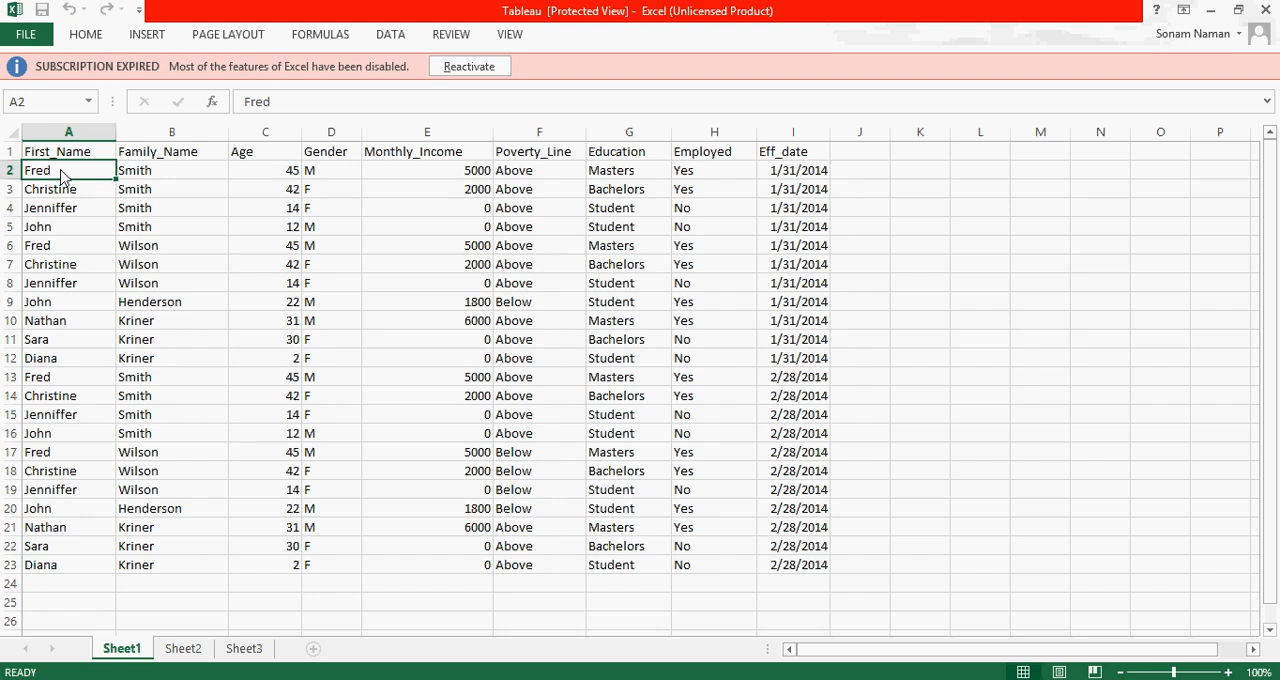 Tableau [Protected View] - Excel (Unlicensed Product) ?
FILE HOME INSERT PAGE LAYOUT FORMULAS DATA REVIEW VIEW Sonam Naman
SUBSCRIPTION EXPIRED Most of the features of Excel have been disabled. Reactivate
A2 fx Fred
A B C D E F G H I J K L M N O P
1 First_Name Family_Name Age Gender Monthly_Income Poverty_Line Education Employed Eff_date
2 Fred Smith 45 M 5000 Above Masters Yes 1/31/2014
3 Christine Smith 42 F 2000 Above Bachelors Yes 1/31/2014
4 Jenniffer Smith 14 F 0 Above Student No 1/31/2014
5 John Smith 12 M 0 Above Student No 1/31/2014
6 Fred Wilson 45 M 5000 Above Masters Yes 1/31/2014
7 Christine Wilson 42 F 2000 Above Bachelors Yes 1/31/2014
8 Jenniffer Wilson 14 F 0 Above Student No 1/31/2014
9 John Henderson 22 M 1800 Below Student Yes 1/31/2014
10 Nathan Kriner 31 M 6000 Above Masters Yes 1/31/2014
11 Sara Kriner 30 F 0 Above Bachelors No 1/31/2014
12 Diana Kriner 2 F 0 Above Student No 1/31/2014
13 Fred Smith 45 M 5000 Above Masters Yes 2/28/2014
14 Christine Smith 42 F 2000 Above Bachelors Yes 2/28/2014
15 Jenniffer Smith 14 F 0 Above Student No 2/28/2014
16 John Smith 12 M 0 Above Student No 2/28/2014
17 Fred Wilson 45 M 5000 Below Masters Yes 2/28/2014
18 Christine Wilson 42 F 2000 Below Bachelors Yes 2/28/2014
19 Jenniffer Wilson 14 F 0 Below Student No 2/28/2014
20 John Henderson 22 M 1800 Below Student Yes 2/28/2014
21 Nathan Kriner 31 M 6000 Above Masters Yes 2/28/2014
22 Sara Kriner 30 F 0 Above Bachelors No 2/28/2014
23 Diana Kriner 2 F 0 Above Student No 2/28/2014
24
25
26
Sheet1 Sheet2 Sheet3
READY 100%